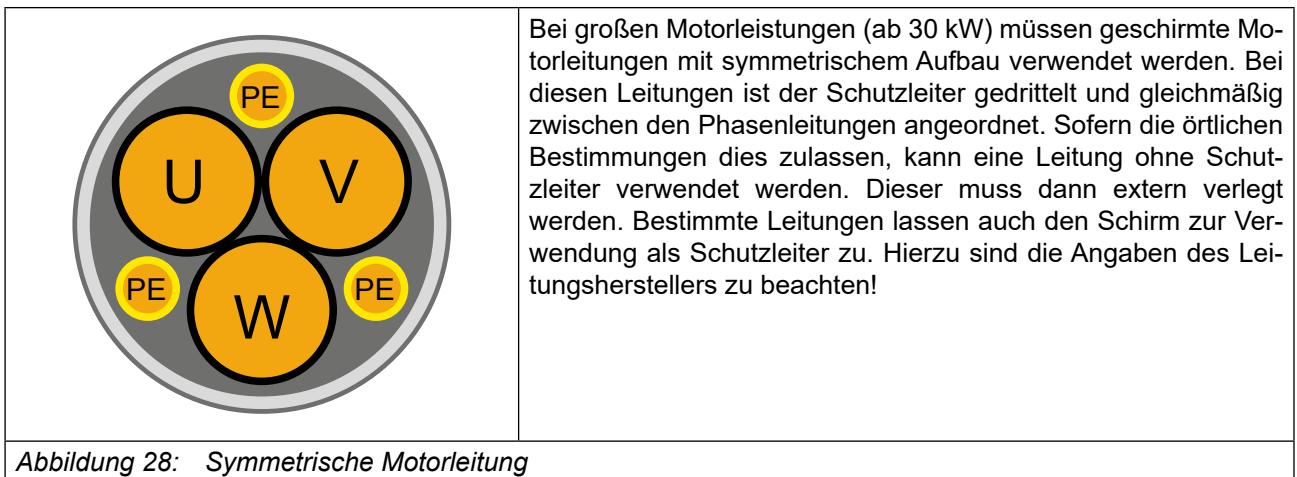 PE
U
V
PE
W
PE
Bei großen Motorleistungen (ab 30 kW) müssen geschirmte Mo-
torleitungen mit symmetrischem Aufbau verwendet werden. Bei
diesen Leitungen ist der Schutzleiter gedrittelt und gleichmäßig
zwischen den Phasenleitungen angeordnet. Sofern die örtlichen
Bestimmungen dies zulassen, kann eine Leitung ohne Schut-
zleiter verwendet werden. Dieser muss dann extern verlegt
werden. Bestimmte Leitungen lassen auch den Schirm zur Ver-
wendung als Schutzleiter zu. Hierzu sind die Angaben des Lei-
tungsherstellers zu beachten!
Abbildung 28: Symmetrische Motorleitung